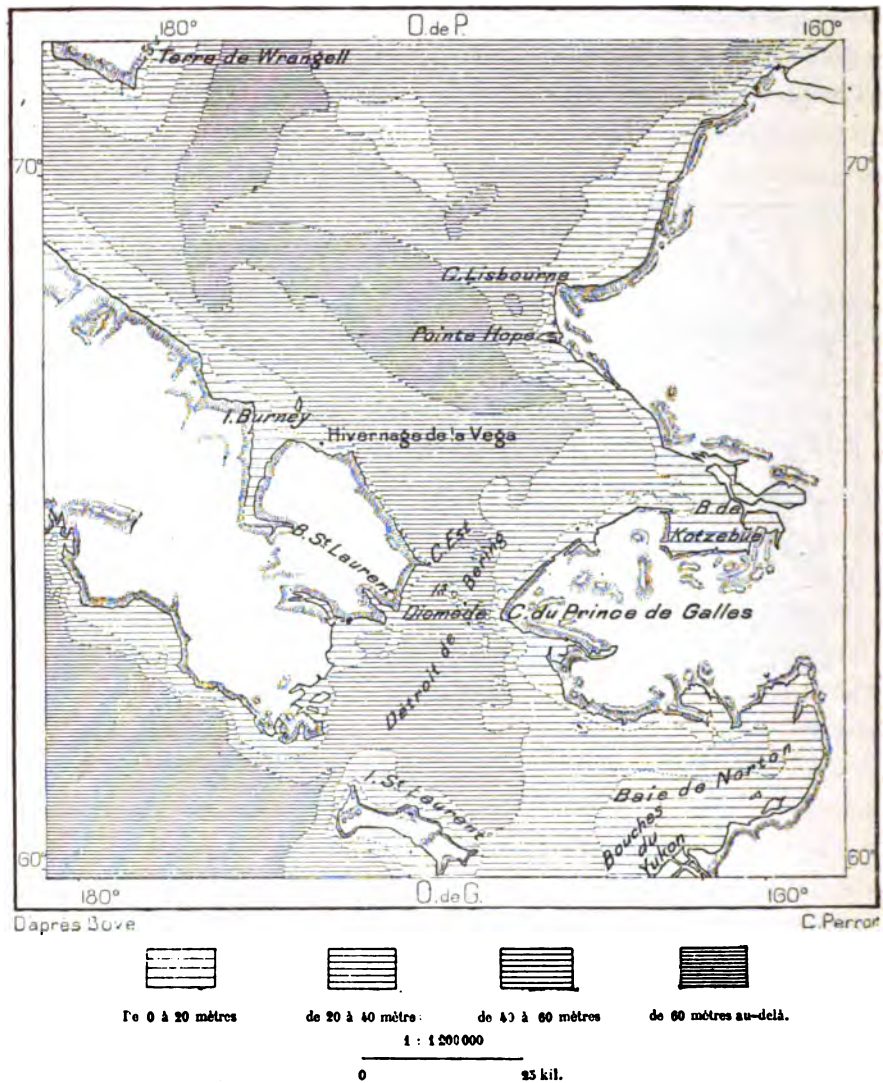 180° O. de P. 160°
Terre de Wrangell
70° 70°
C. Lisbourne
Pointe Hope
I. Burney
Hivernage de la Vega
B. de
Kotzebue
C. Est
B. St Laurent
Is
Diomède
Détroit de Bering
C. du Prince de Galles
I. St Laurent
Baie de Norton
Bouches
du
Yukon
60° 60°
180° O. de G. 160°
D'après Bove C. Perron
De 0 à 20 mètres de 20 à 40 mètre: de 40 à 60 mètres de 60 mètres au-delà.
1 : 1 200 000
0 25 kil.